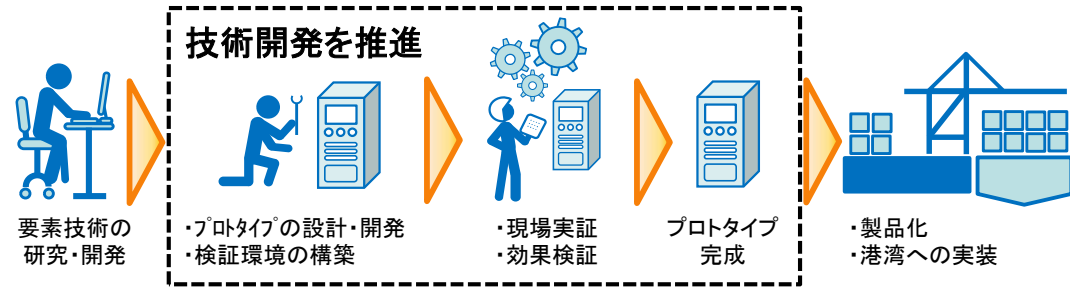 技術開発を推進
要素技術の
研究・開発
・ﾌﾟﾛﾄﾀｲﾌﾟの設計・開発
・検証環境の構築
・現場実証
・効果検証
プロトタイプ
完成
・製品化
・港湾への実装